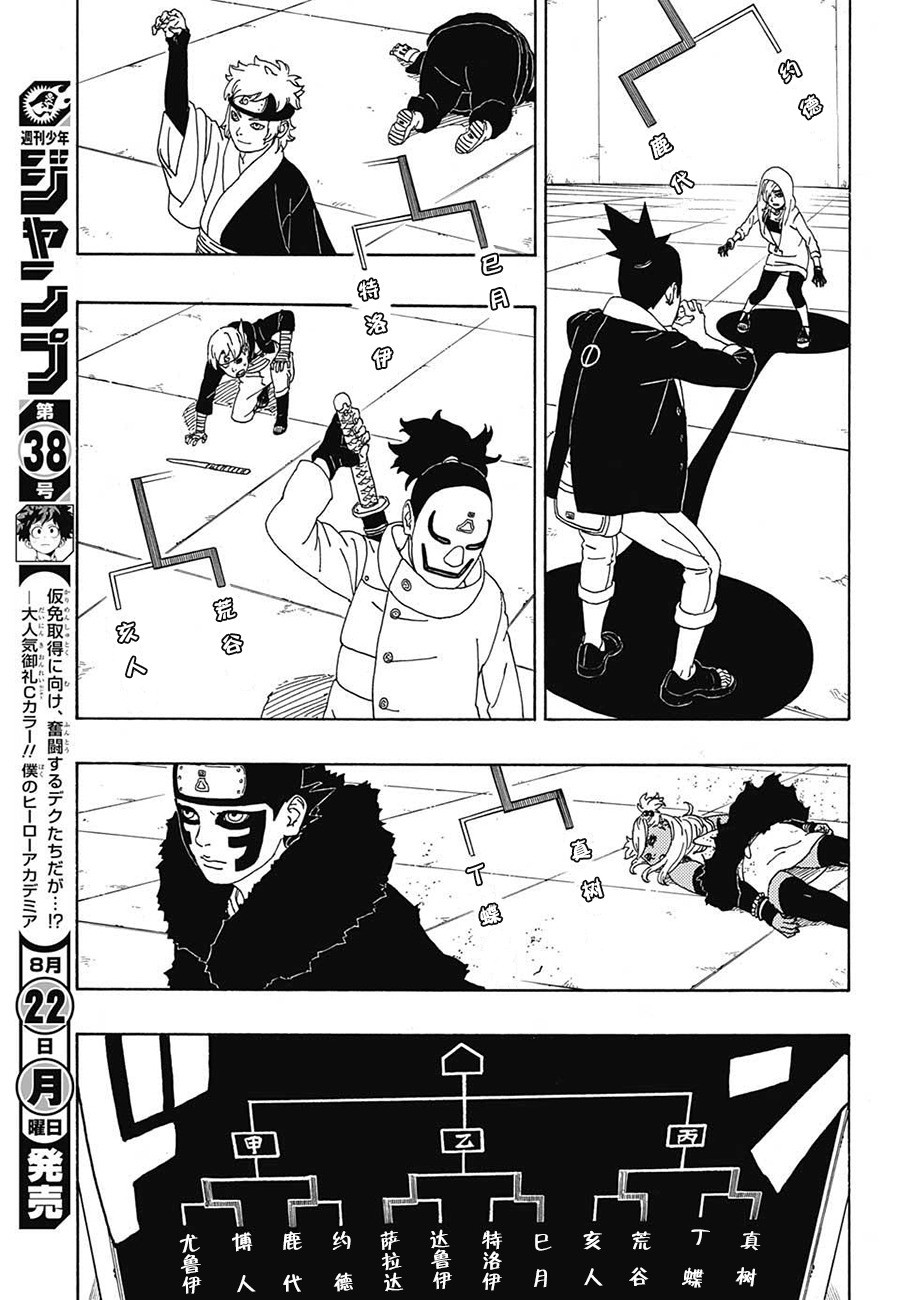 约德
鹿代
巳月
特洛伊
荒谷
亥人
真树
丁蝶
甲
乙
丙
尤鲁伊
博人
鹿代
约德
萨拉达
达鲁伊
特洛伊
巳月
亥人
荒谷
丁蝶
真树
週刊少年
ジャンプ
第
38
号
仮免取得に向け、奮闘するデクたちだが…!?
―大人気御礼Cカラー!! 僕のヒーローアカデミア
8月
22
日
月
曜日
発売